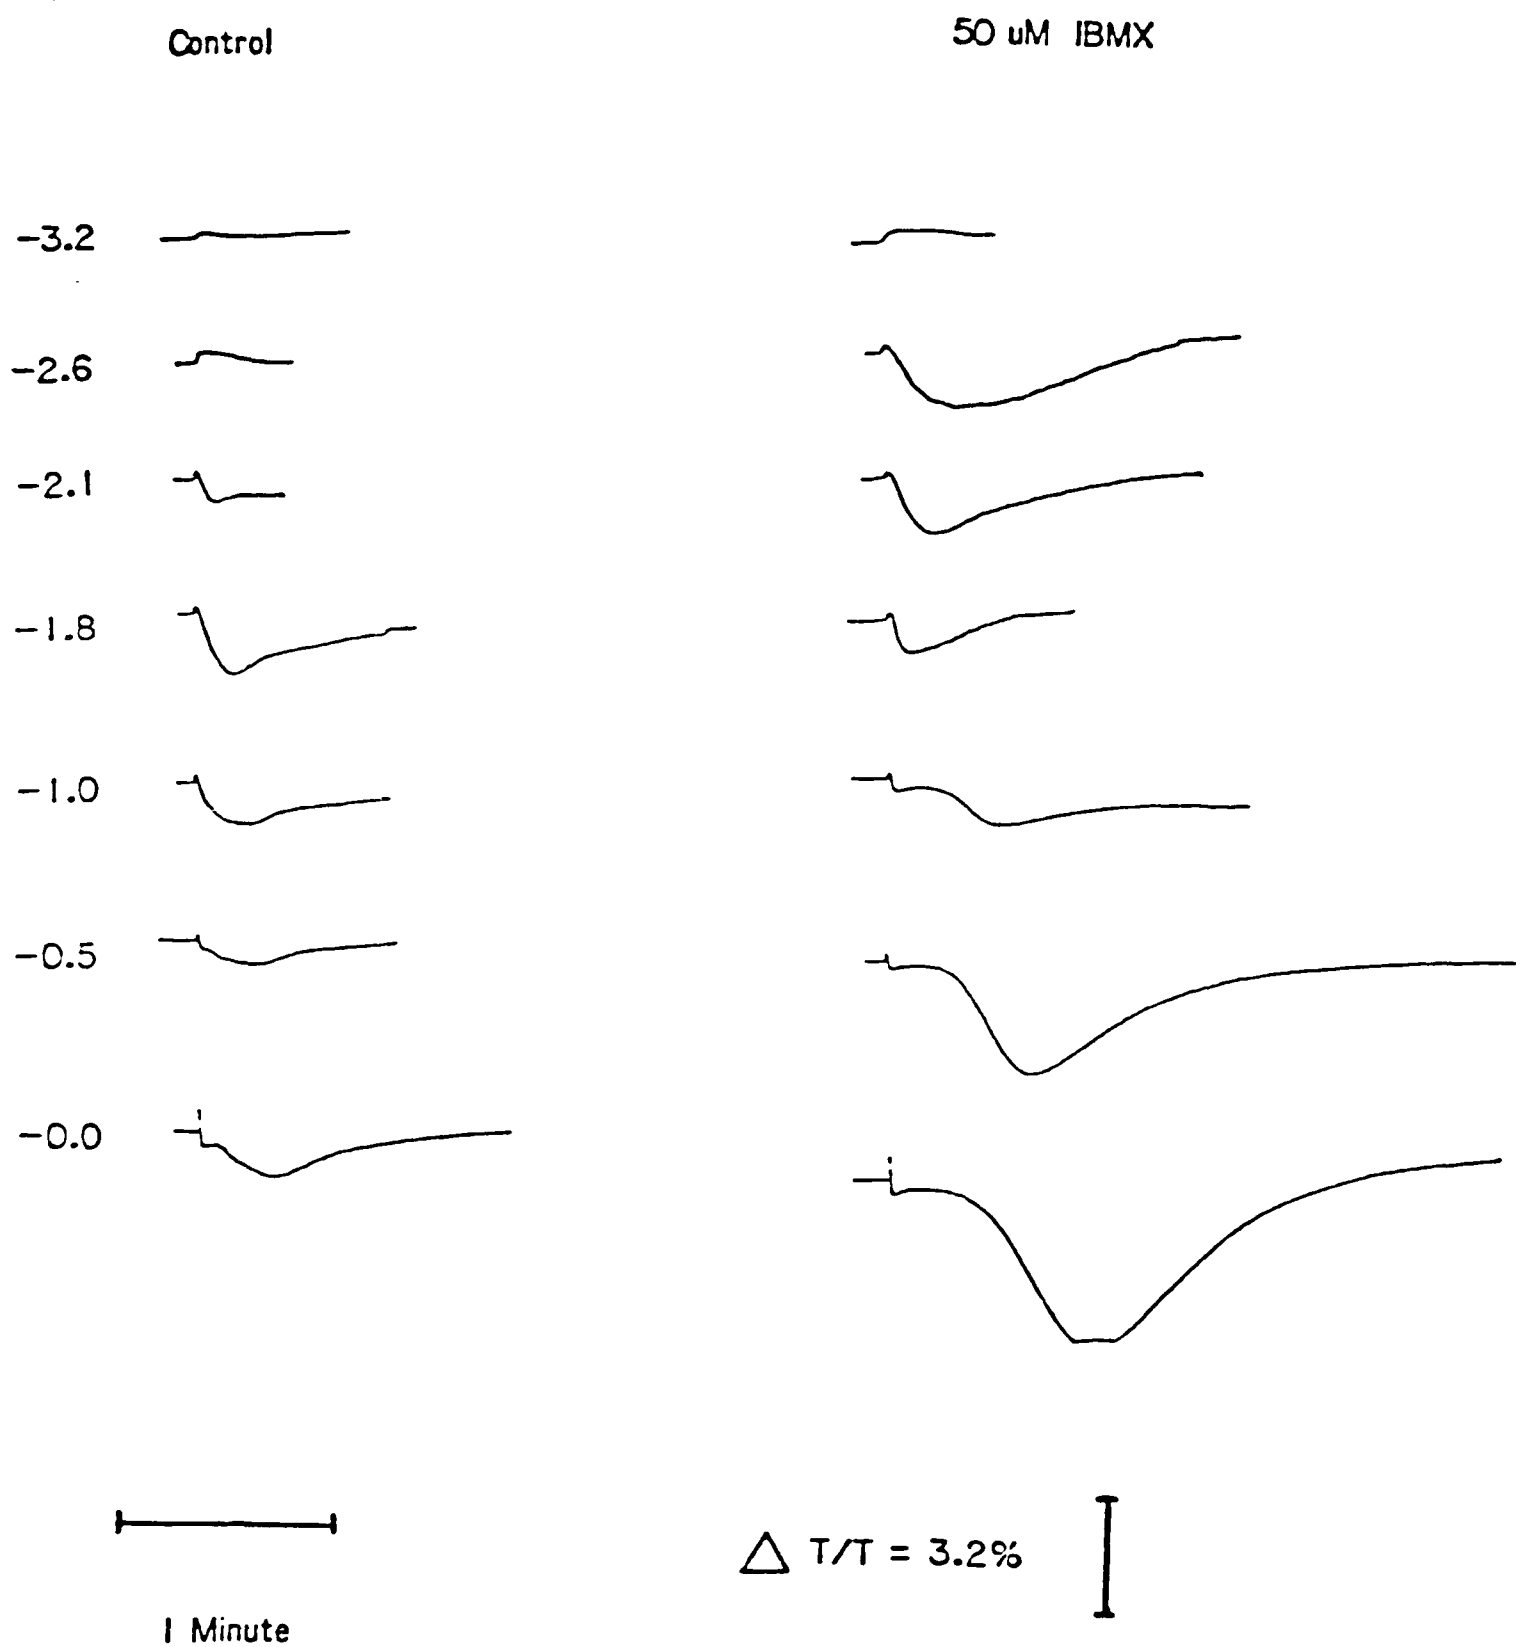 Control
50 uM IBMX
-3.2
-2.6
-2.1
-1.8
-1.0
-0.5
-0.0
△ T/T = 3.2%
1 Minute